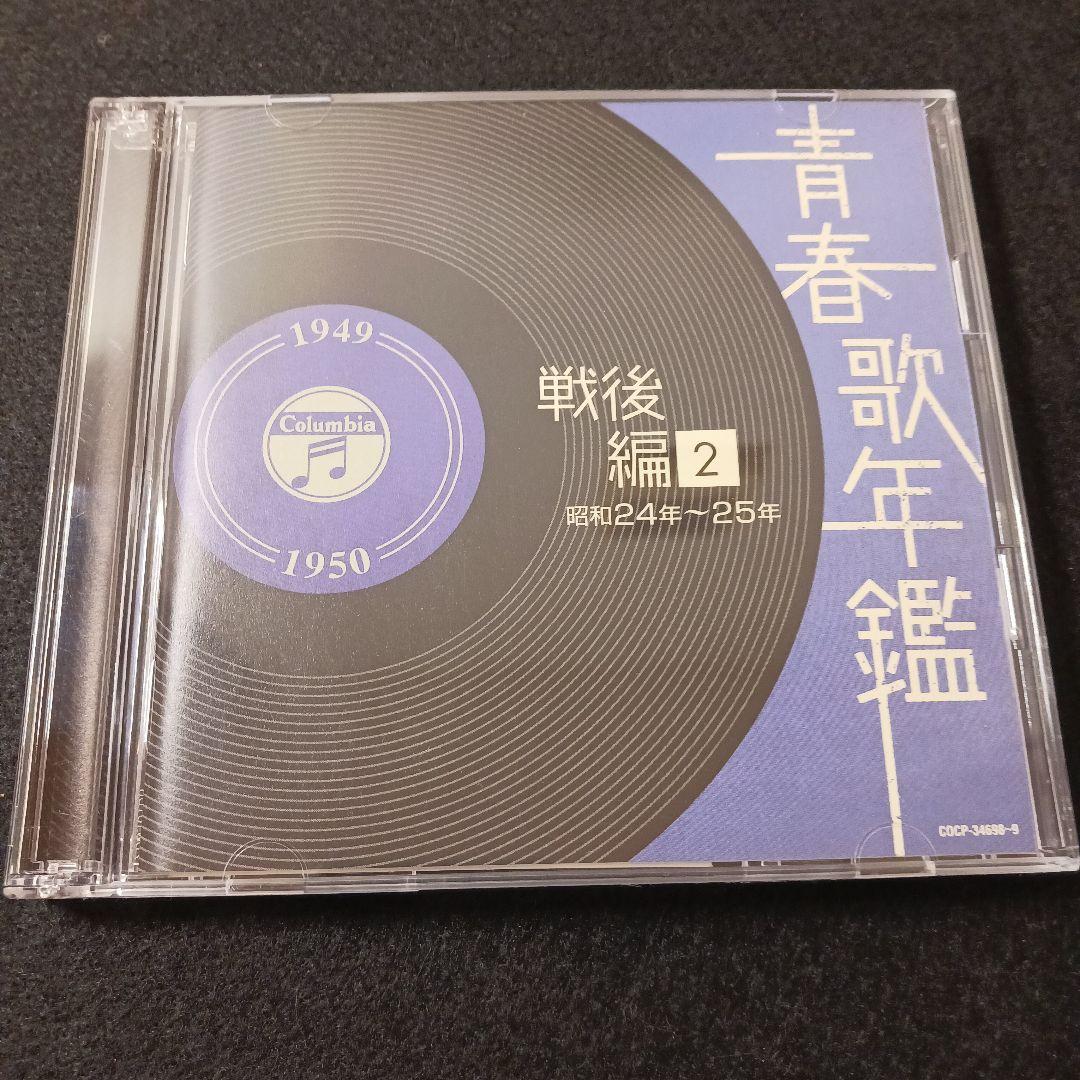 青春歌年鑑
戦後
編 2
昭和24年～25年
1949
Columbia
1950
COCP-34698~9